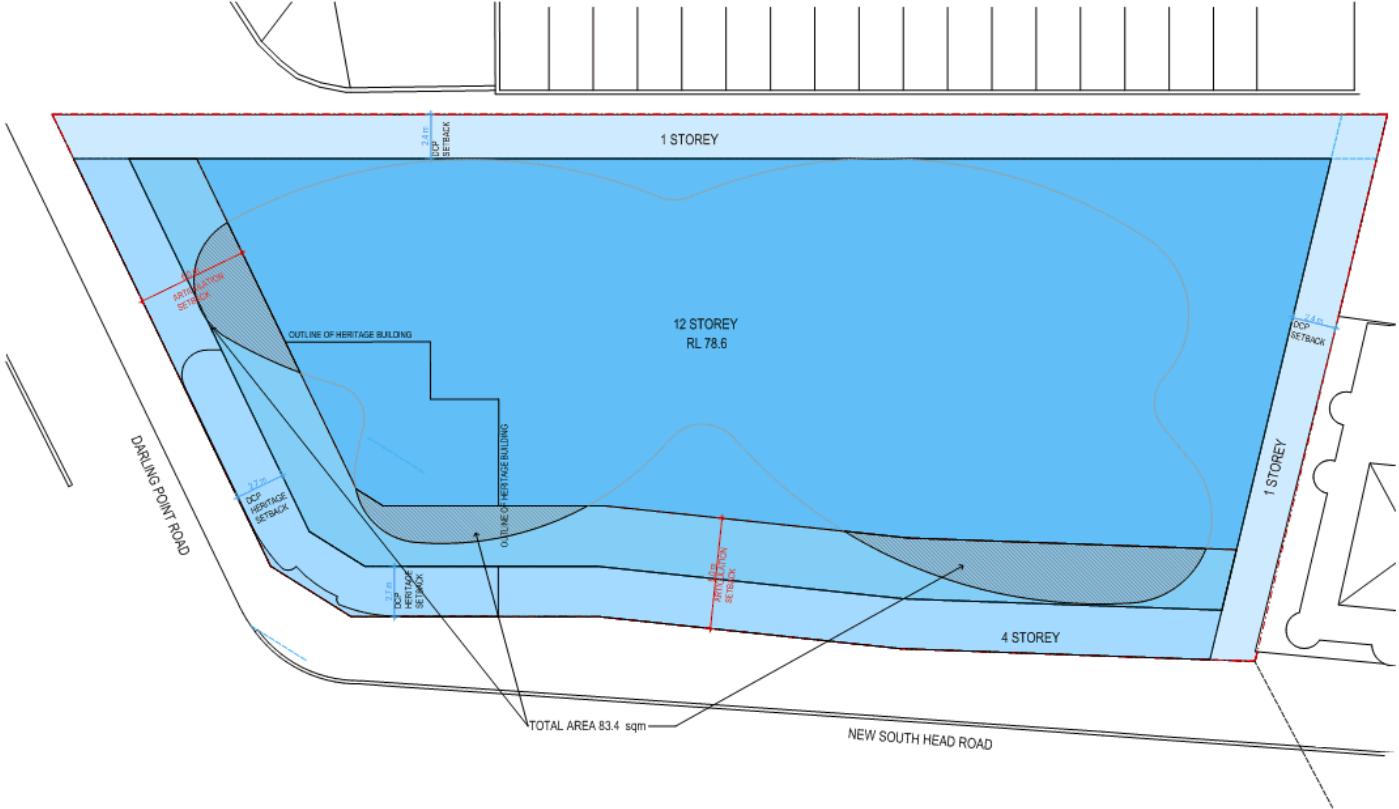 1 STOREY
2.4 m
DCP
SETBACK
ARTICULATION
SETBACK
OUTLINE OF HERITAGE BUILDING
12 STOREY
RL 78.6
2.4 m
DCP
SETBACK
OUTLINE OF HERITAGE BUILDING
1 STOREY
DARLING POINT ROAD
2.7 m
DCP
HERITAGE
SETBACK
2.7 m
DCP
HERITAGE
SETBACK
ARTICULATION
SETBACK
4 STOREY
TOTAL AREA 83.4 sqm
NEW SOUTH HEAD ROAD